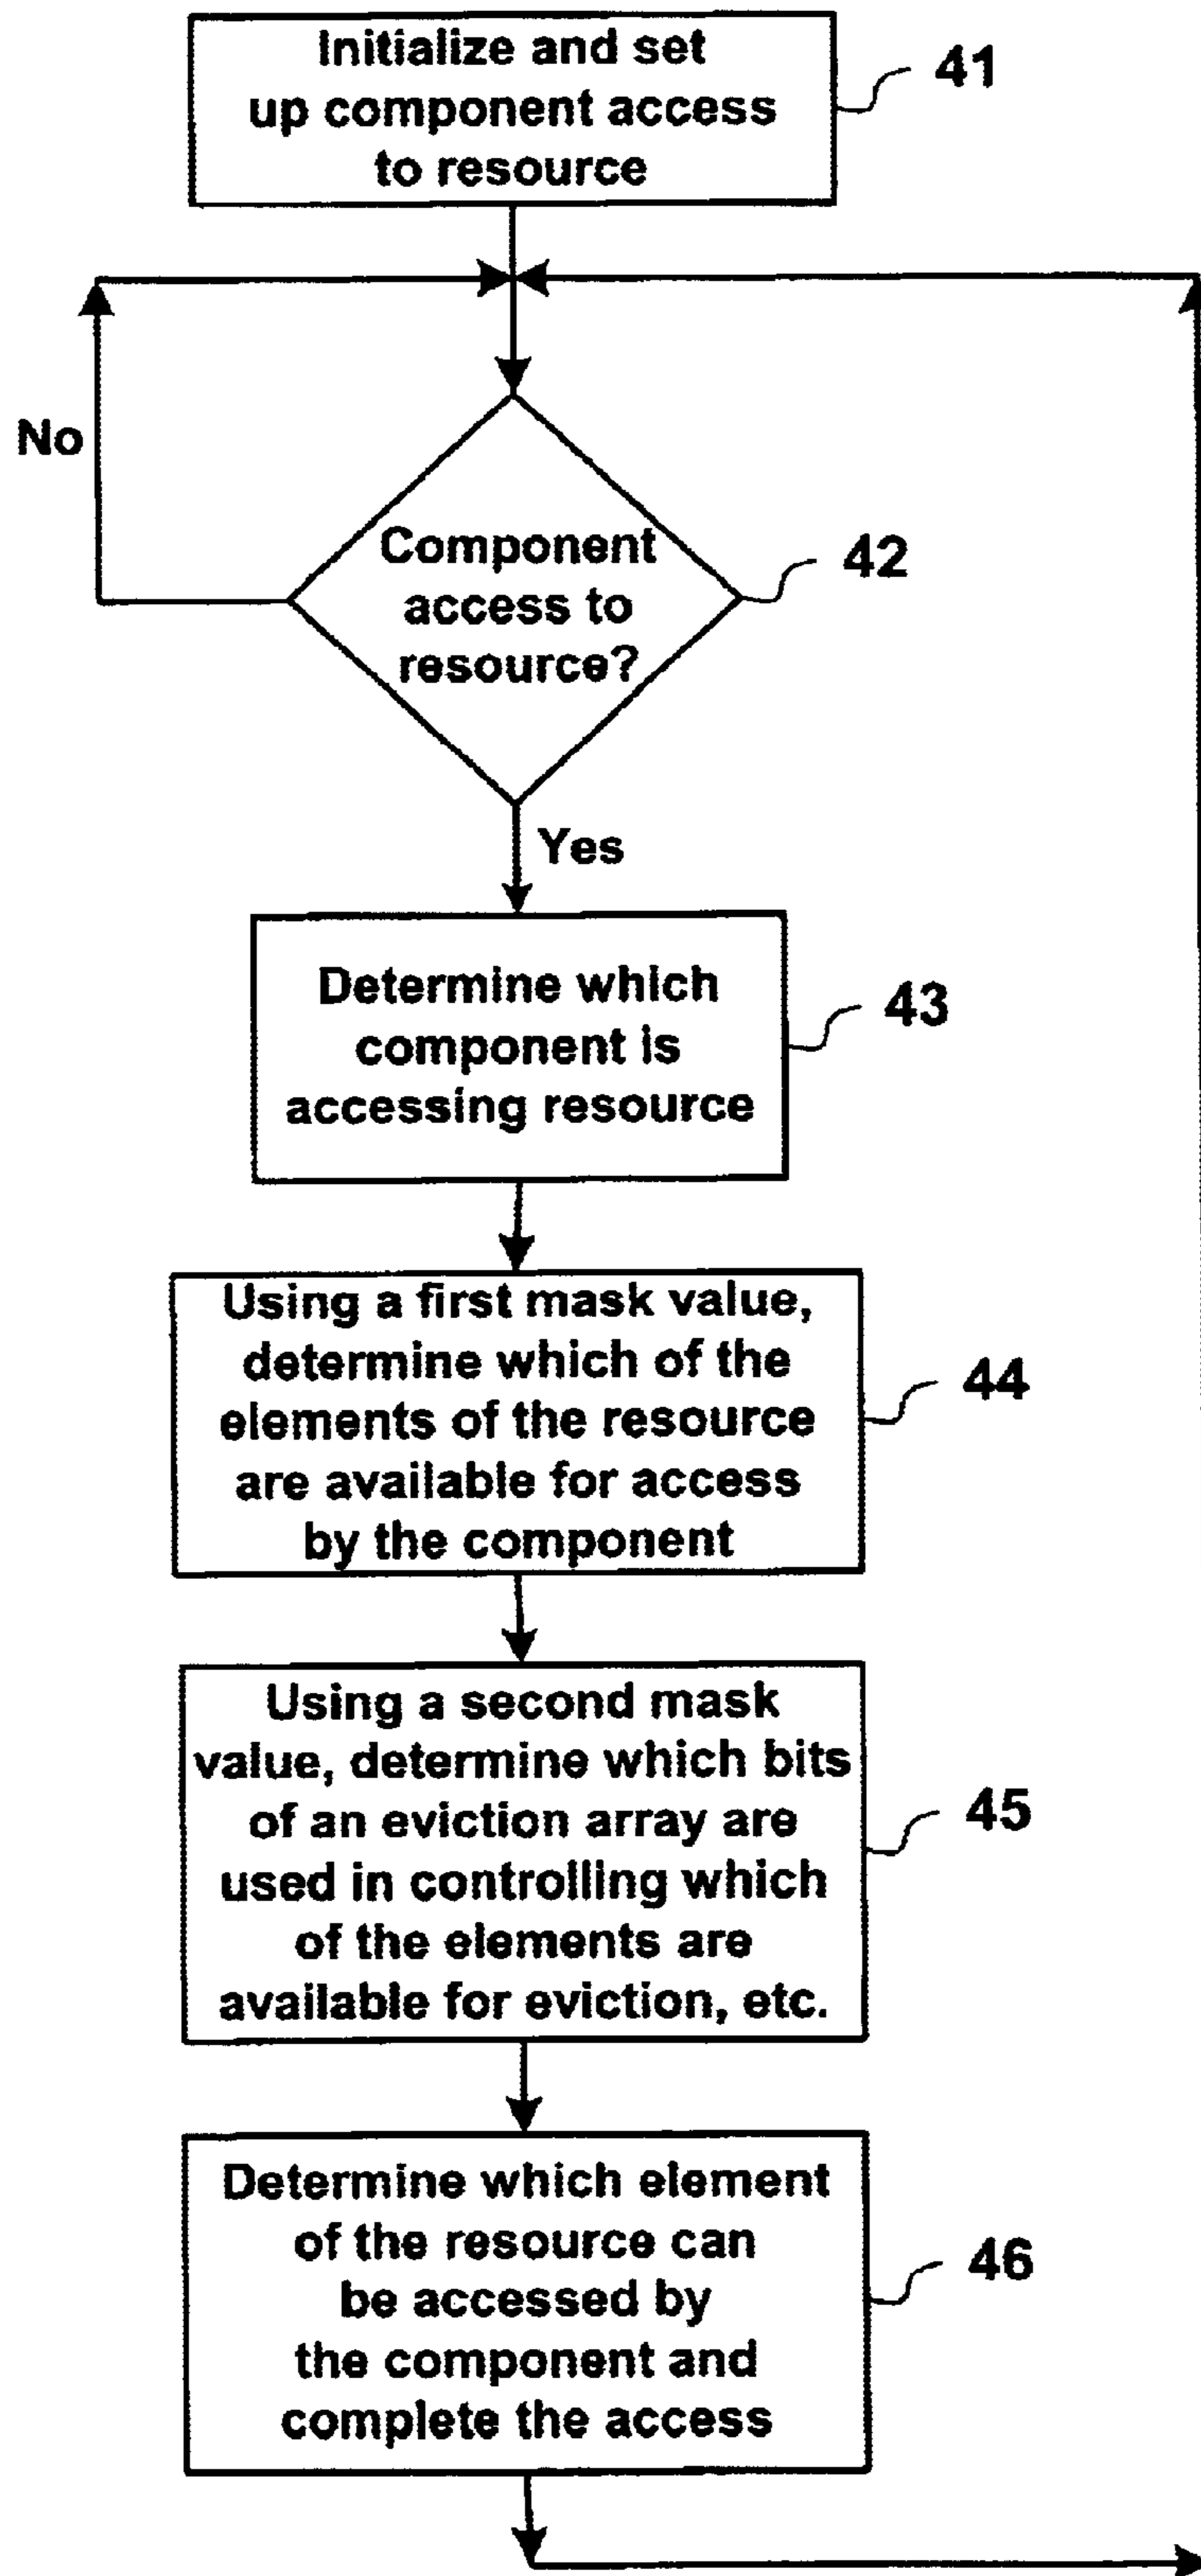 Initialize and set
up component access
to resource
41
No
Component
access to
resource?
42
Yes
Determine which
component is
accessing resource
43
Using a first mask value,
determine which of the
elements of the resource
are available for access
by the component
44
Using a second mask
value, determine which bits
of an eviction array are
used in controlling which
of the elements are
available for eviction, etc.
45
Determine which element
of the resource can
be accessed by
the component and
complete the access
46